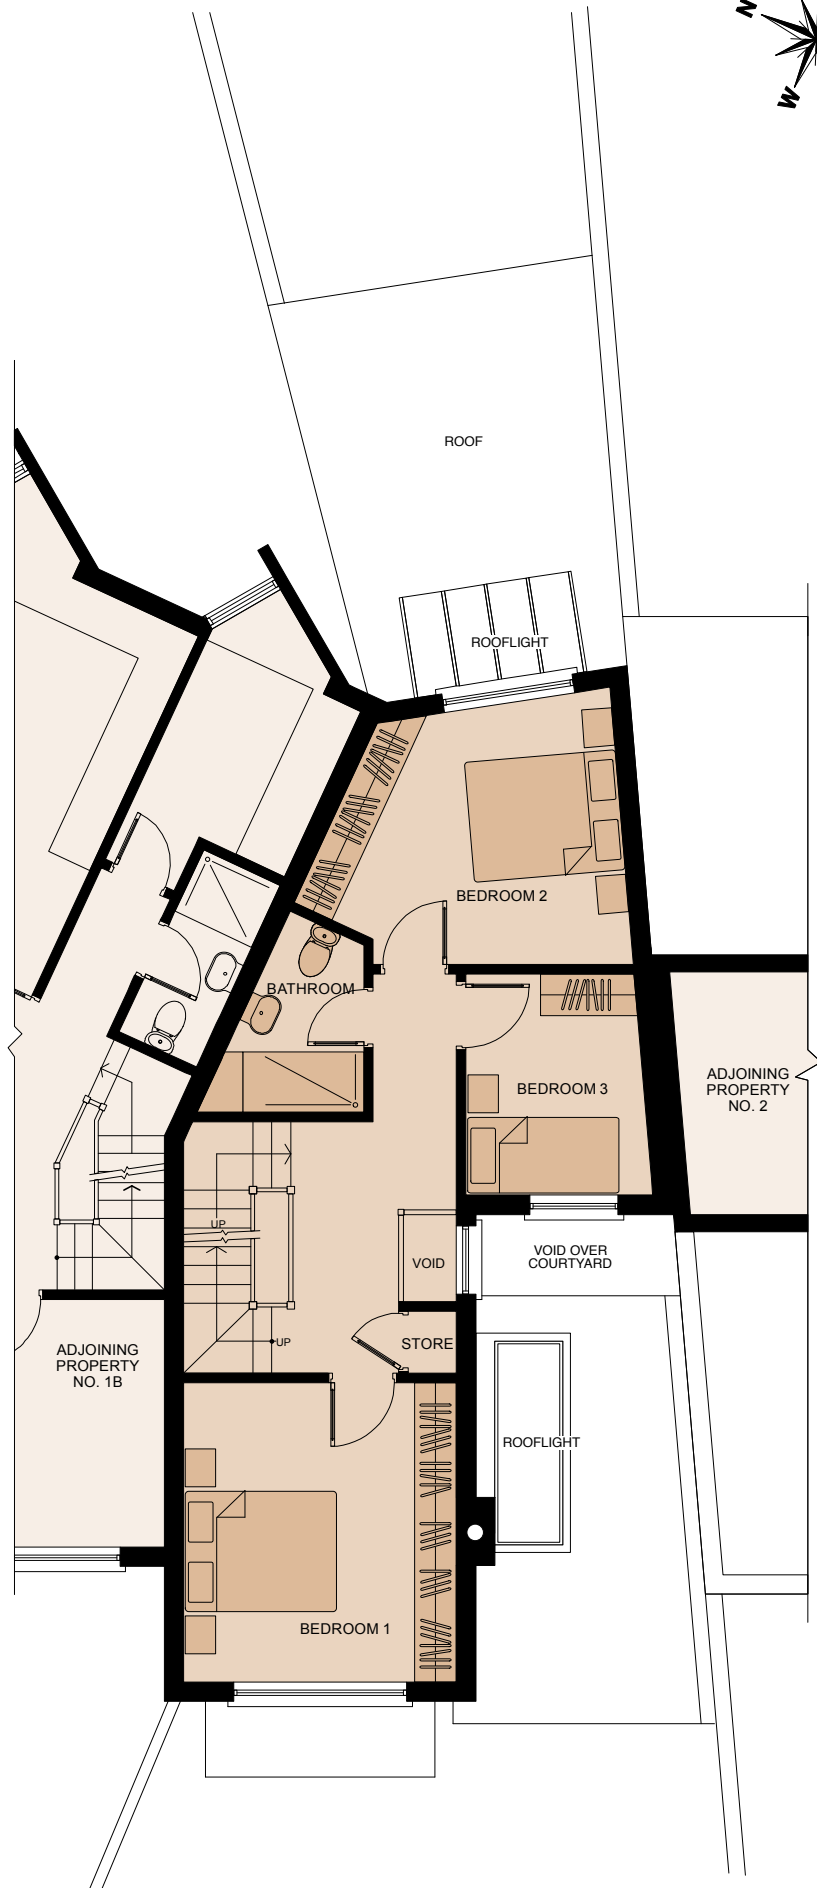 N
W
ROOF
ROOFLIGHT
BEDROOM 2
BATHROOM
BEDROOM 3
ADJOINING
PROPERTY
NO. 2
UP
VOID
VOID OVER
COURTYARD
UP
STORE
ADJOINING
PROPERTY
NO. 1B
ROOFLIGHT
BEDROOM 1